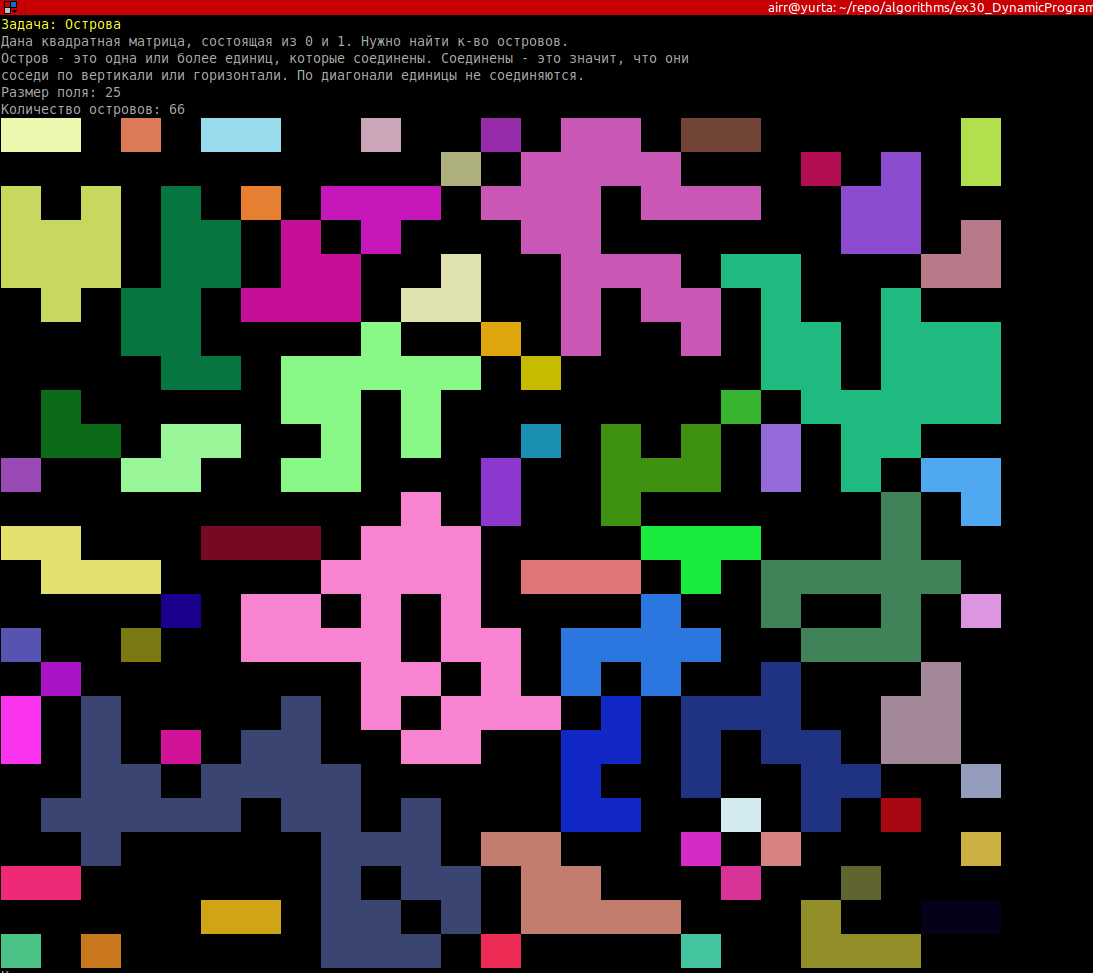 airr@yurta: ~/repo/algorithms/ex30_DynamicProgram
Задача: Острова
Дана квадратная матрица, состоящая из 0 и 1. Нужно найти к-во островов.
Остров - это одна или более единиц, которые соединены. Соединены - это значит, что они
соседи по вертикали или горизонтали. По диагонали единицы не соединяются.
Размер поля: 25
Количество островов: 66